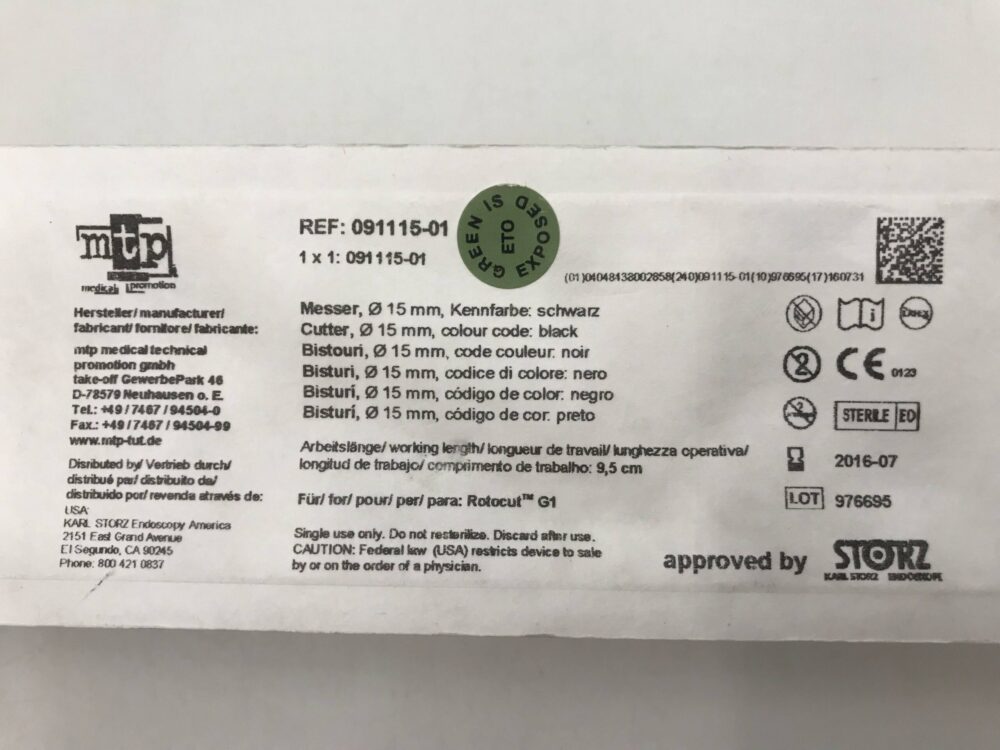 mtp
medical promotion
Hersteller/ manufacturer/
fabricant/ fornitore/ fabricante:
mtp medical technical
promotion gmbh
take-off GewerbePark 46
D-78579 Neuhausen o. E.
Tel.: +49 / 7467 / 94504-0
Fax.: +49 / 7467 / 94504-99
www.mtp-tut.de
Distributed by/ Vertrieb durch/
distribué par/ distribuito da/
distribuido por/ revenda através de:
USA:
KARL STORZ Endoscopy America
2151 East Grand Avenue
El Segundo, CA 90245
Phone: 800 421 0837
REF: 091115-01
1 x 1: 091115-01
GREEN IS EXPOSED
ETO
(01)04048438002858(240)091115-01(10)976695(17)160731
Messer, Ø 15 mm, Kennfarbe: schwarz
Cutter, Ø 15 mm, colour code: black
Bistouri, Ø 15 mm, code couleur: noir
Bisturi, Ø 15 mm, codice di colore: nero
Bisturí, Ø 15 mm, código de color: negro
Bisturí, Ø 15 mm, código de cor: preto
Arbeitslänge/ working length/ longueur de travail/ lunghezza operativa/
longitud de trabajo/ comprimento de trabalho: 9,5 cm
Für/ for/ pour/ per/ para: Rotocut™ G1
Single use only. Do not resterilize. Discard after use.
CAUTION: Federal law (USA) restricts device to sale
by or on the order of a physician.
i
LATEX
2
CE 0123
STERILE EO
2016-07
LOT 976695
approved by STORZ
KARL STORZ ENDOSKOPE